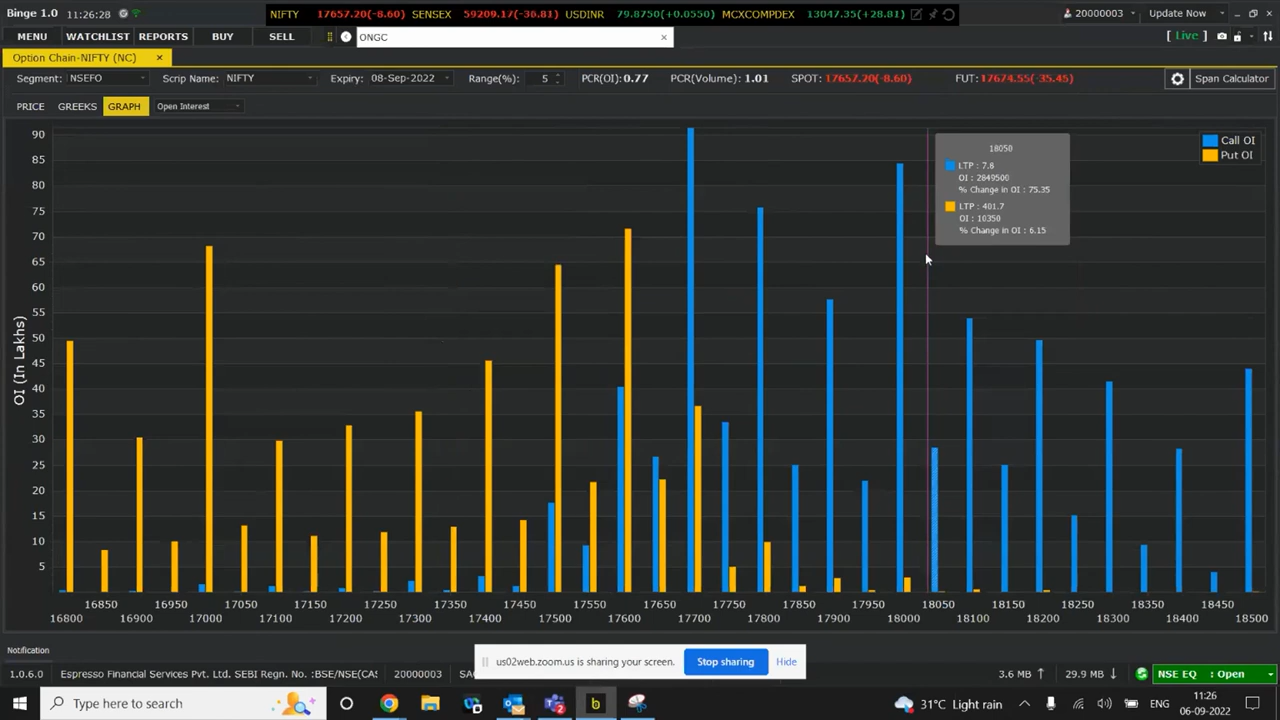 Binge 1.0 11:26:28 NIFTY 17657.20(-8.60) SENSEX 59209.17(-36.81) USDINR 79.8750(+0.0550) MCXCOMPDEX 13047.35(+28.81) 20000003 Update Now
MENU WATCHLIST REPORTS BUY SELL ONGC × [ Live ]
Option Chain-NIFTY (NC) ×
Segment: NSEFO Scrip Name: NIFTY Expiry: 08-Sep-2022 Range(%): 5 PCR(OI):0.77 PCR(Volume): 1.01 SPOT: 17657.20(-8.60) FUT: 17674.55(-35.45) Span Calculator
PRICE GREEKS GRAPH Open Interest
Call OI
Put OI
18050
LTP : 7.8
OI : 2849500
% Change in OI : 75.35
LTP : 401.7
OI : 10350
% Change in OI : 6.15
OI (In Lakhs)
90
85
80
75
70
65
60
55
50
45
40
35
30
25
20
15
10
5
16850 16950 17050 17150 17250 17350 17450 17550 17650 17750 17850 17950 18050 18150 18250 18350 18450
16800 16900 17000 17100 17200 17300 17400 17500 17600 17700 17800 17900 18000 18100 18200 18300 18400 18500
Notification
us02web.zoom.us is sharing your screen. Stop sharing Hide
1.0.6.0 Espresso Financial Services Pvt. Ltd. SEBI Regn. No. :BSE/NSE(CAS 20000003 SA 3.6 MB ↑ 29.9 MB ↓ NSE EQ : Open
Type here to search 31°C Light rain ENG 11:26
06-09-2022